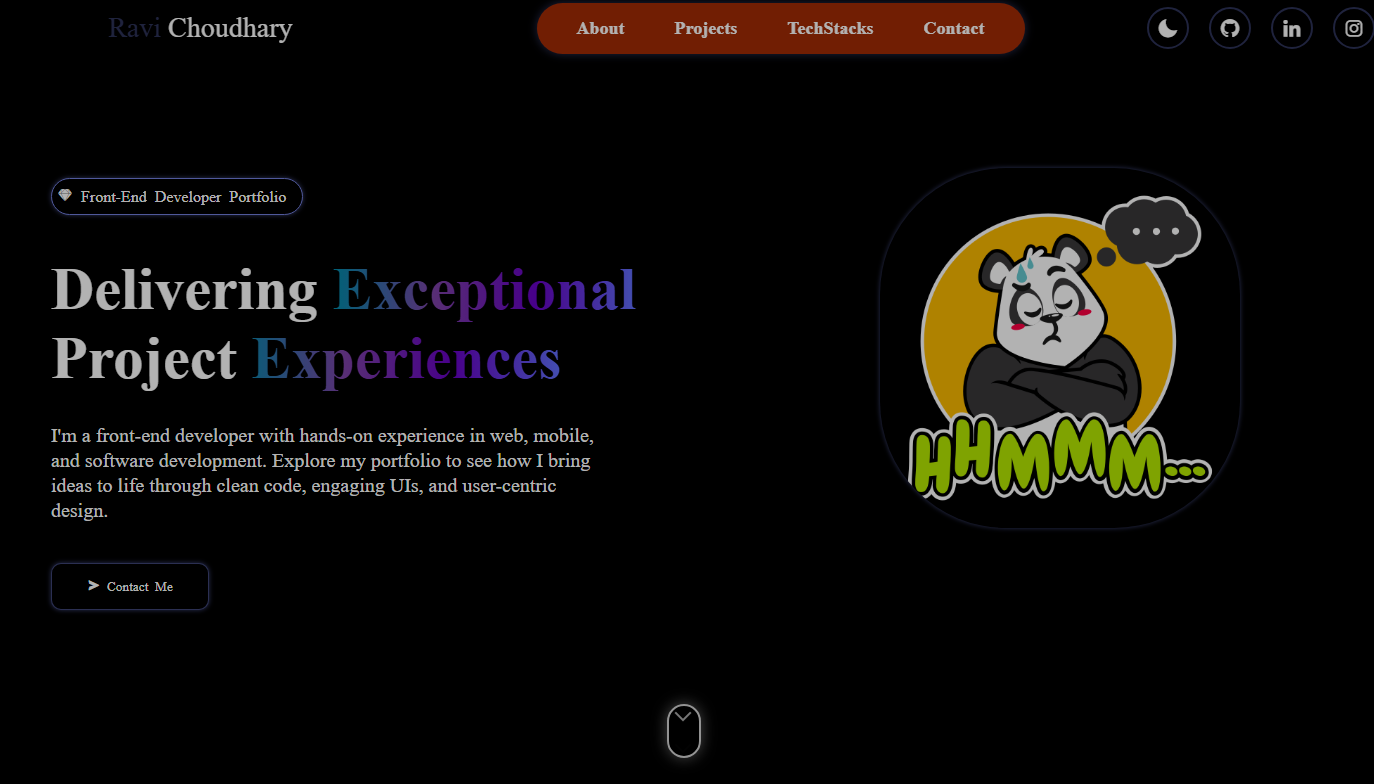 Ravi Choudhary
About Projects TechStacks Contact
Front-End Developer Portfolio
Delivering Exceptional
Project Experiences
I'm a front-end developer with hands-on experience in web, mobile,
and software development. Explore my portfolio to see how I bring
ideas to life through clean code, engaging UIs, and user-centric
design.
Contact Me
HHMMM...